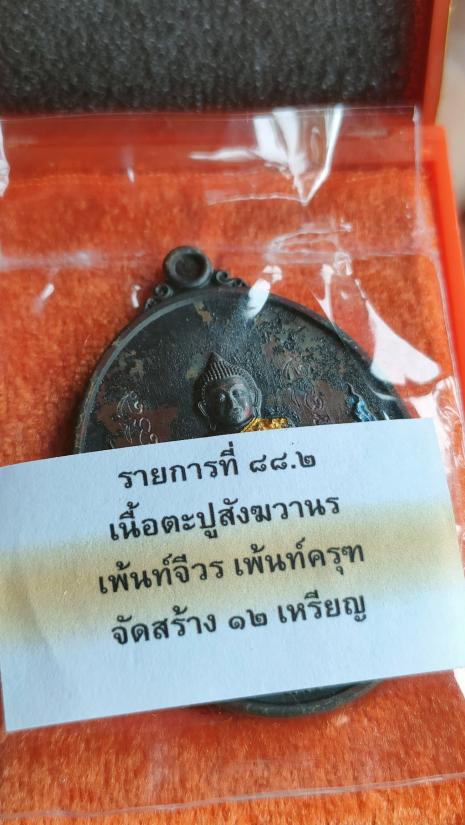 รายการที่ ๘๘.๒
เนื้อตะปูสังฆวานร
เพ้นท์จีวร เพ้นท์ครุฑ
จัดสร้าง ๑๒ เหรียญ